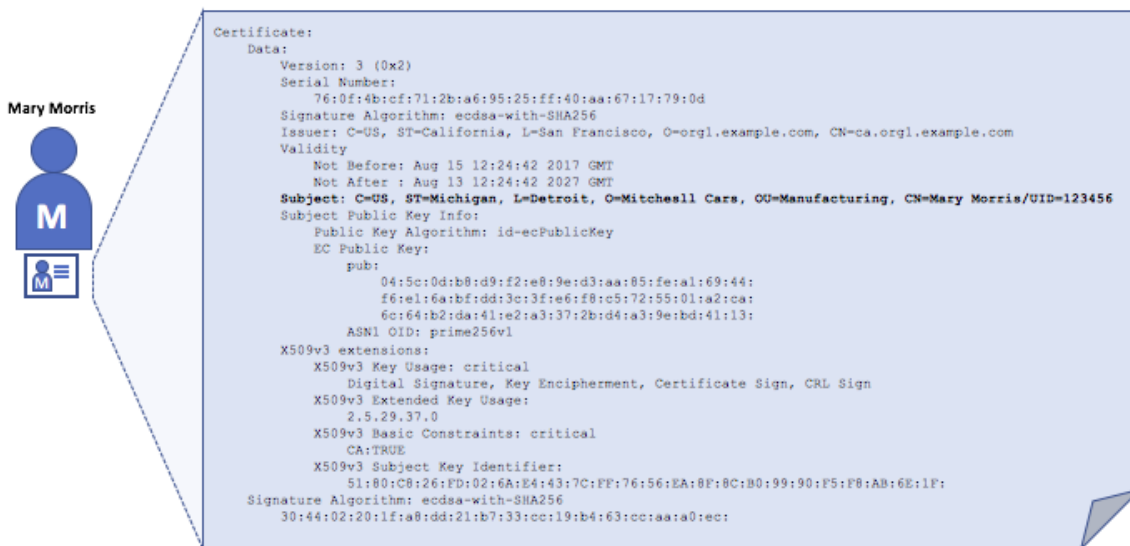 Mary Morris
M
M
Certificate:
Data:
Version: 3 (0x2)
Serial Number:
76:0f:4b:cf:71:2b:a6:95:25:ff:40:aa:67:17:79:0d
Signature Algorithm: ecdsa-with-SHA256
Issuer: C=US, ST=California, L=San Francisco, O=org1.example.com, CN=ca.org1.example.com
Validity
Not Before: Aug 15 12:24:42 2017 GMT
Not After : Aug 13 12:24:42 2027 GMT
Subject: C=US, ST=Michigan, L=Detroit, O=Mitchesll Cars, OU=Manufacturing, CN=Mary Morris/UID=123456
Subject Public Key Info:
Public Key Algorithm: id-ecPublicKey
EC Public Key:
pub:
04:5c:0d:b8:d9:f2:e8:9e:d3:aa:85:fe:a1:69:44:
f6:e1:6a:bf:dd:3c:3f:e6:f8:c5:72:55:01:a2:ca:
6c:64:b2:da:41:e2:a3:37:2b:d4:a3:9e:bd:41:13:
ASN1 OID: prime256v1
X509v3 extensions:
X509v3 Key Usage: critical
Digital Signature, Key Encipherment, Certificate Sign, CRL Sign
X509v3 Extended Key Usage:
2.5.29.37.0
X509v3 Basic Constraints: critical
CA:TRUE
X509v3 Subject Key Identifier:
51:80:C8:26:FD:02:6A:E4:43:7C:FF:76:56:EA:8F:8C:B0:99:90:F5:F8:AB:6E:1F:
Signature Algorithm: ecdsa-with-SHA256
30:44:02:20:1f:a8:dd:21:b7:33:cc:19:b4:63:cc:aa:a0:ec: